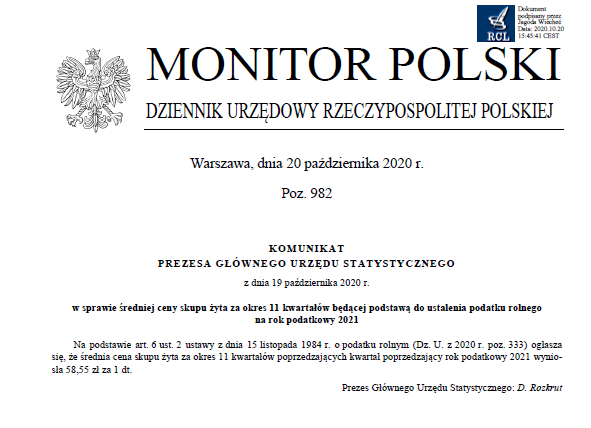 Dokument
podpisany przez
Jagoda Wiecheć
Data: 2020.10.20
15:45:41 CEST
RCL
MONITOR POLSKI
DZIENNIK URZĘDOWY RZECZYPOSPOLITEJ POLSKIEJ
Warszawa, dnia 20 października 2020 r.
Poz. 982
KOMUNIKAT
PREZESA GŁÓWNEGO URZĘDU STATYSTYCZNEGO
z dnia 19 października 2020 r.
w sprawie średniej ceny skupu żyta za okres 11 kwartałów będącej podstawą do ustalenia podatku rolnego
na rok podatkowy 2021
Na podstawie art. 6 ust. 2 ustawy z dnia 15 listopada 1984 r. o podatku rolnym (Dz. U. z 2020 r. poz. 333) ogłasza
się, że średnia cena skupu żyta za okres 11 kwartałów poprzedzających kwartał poprzedzający rok podatkowy 2021 wynio-
sła 58,55 zł za 1 dt.
Prezes Głównego Urzędu Statystycznego: D. Rozkrut